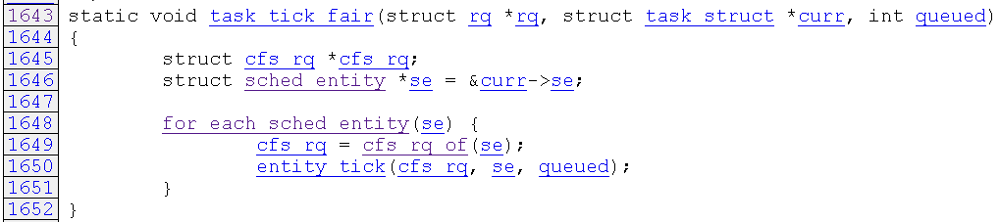 1643 static void task_tick_fair(struct rq *rq, struct task_struct *curr, int queued)
1644 {
1645         struct cfs_rq *cfs_rq;
1646         struct sched_entity *se = &curr->se;
1647
1648         for_each_sched_entity(se) {
1649                 cfs_rq = cfs_rq_of(se);
1650                 entity_tick(cfs_rq, se, queued);
1651         }
1652 }